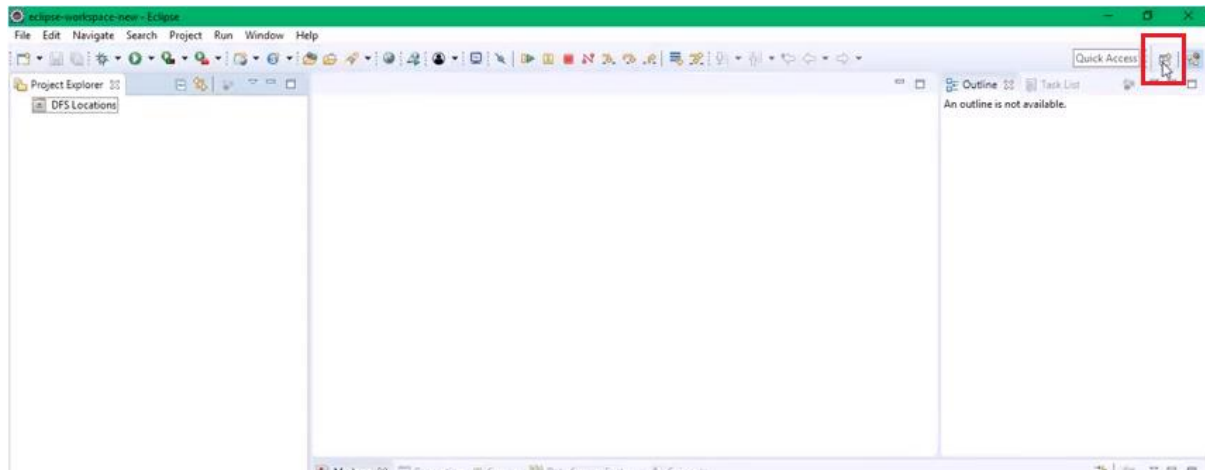 eclipse-workspace-new - Eclipse
File Edit Navigate Search Project Run Window Help
Quick Access
Project Explorer
DFS Locations
Outline
Task List
An outline is not available.